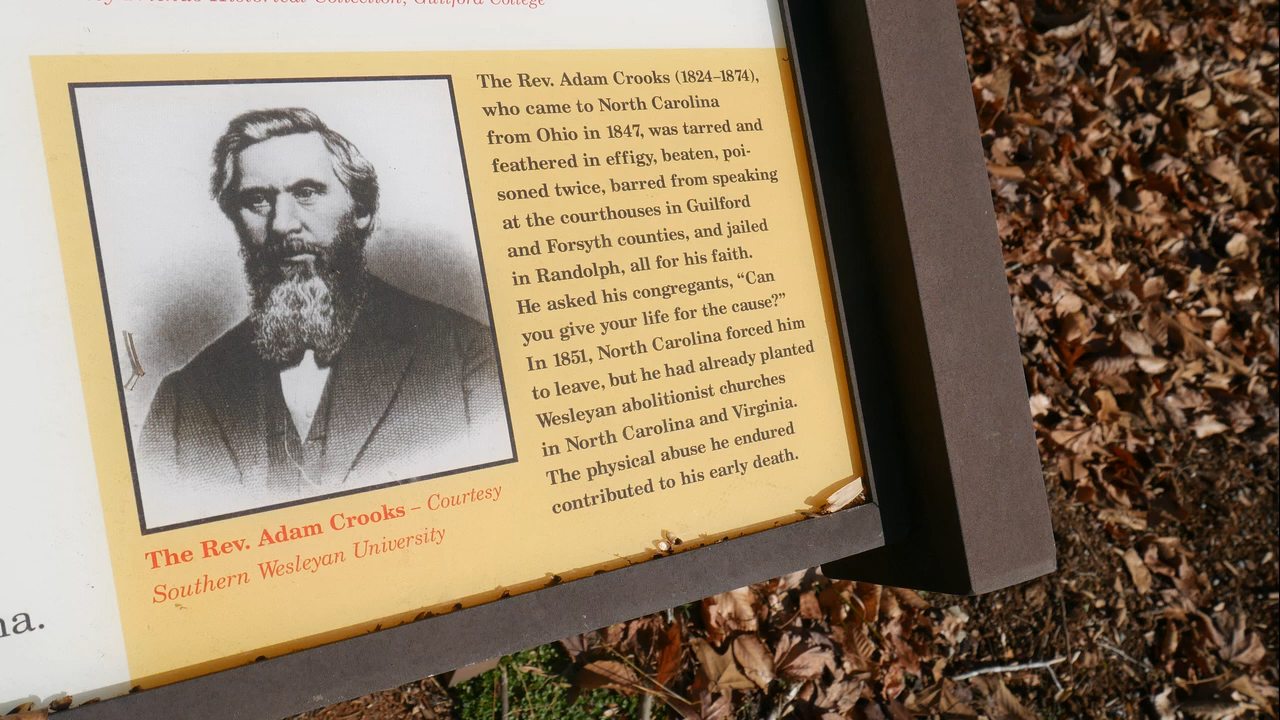 Historical Collection, Guilford College
The Rev. Adam Crooks (1824–1874),
who came to North Carolina
from Ohio in 1847, was tarred and
feathered in effigy, beaten, poi-
soned twice, barred from speaking
at the courthouses in Guilford
and Forsyth counties, and jailed
in Randolph, all for his faith.
He asked his congregants, “Can
you give your life for the cause?”
In 1851, North Carolina forced him
to leave, but he had already planted
Wesleyan abolitionist churches
in North Carolina and Virginia.
The physical abuse he endured
contributed to his early death.
The Rev. Adam Crooks – Courtesy
Southern Wesleyan University